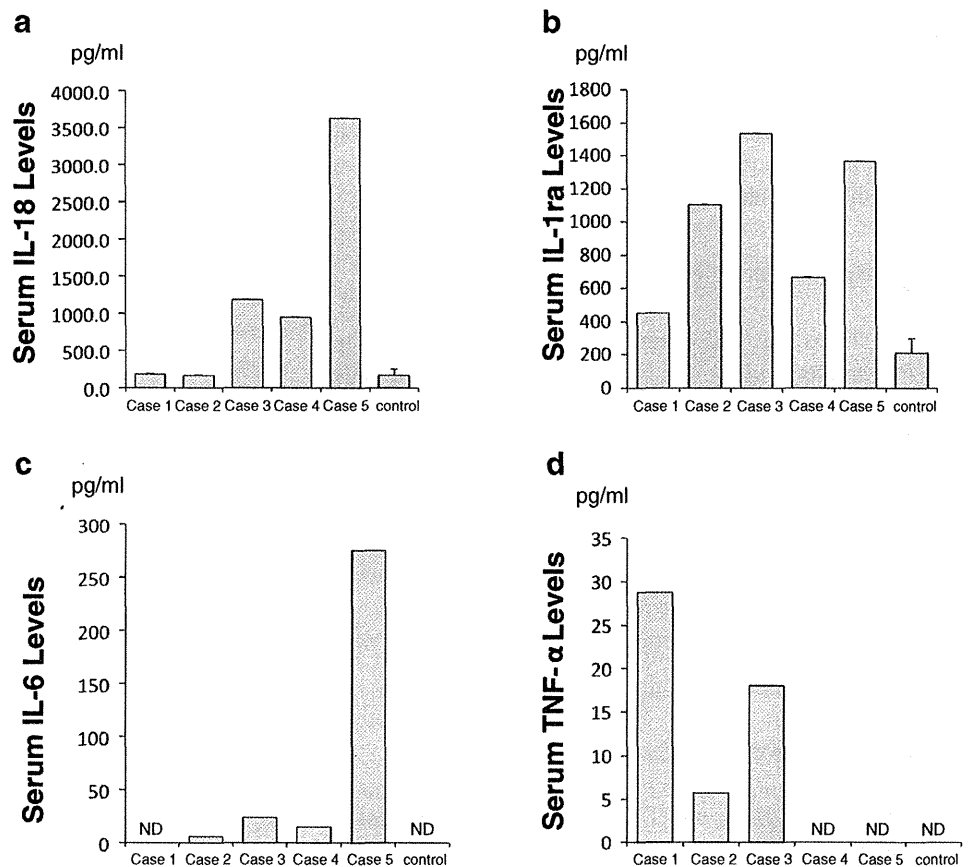 a
pg/ml
Serum IL-18 Levels
4000.0
3500.0
3000.0
2500.0
2000.0
1500.0
1000.0
500.0
0.0
Case 1 Case 2 Case 3 Case 4 Case 5 control
b
pg/ml
Serum IL-1ra Levels
1800
1600
1400
1200
1000
800
600
400
200
0
Case 1 Case 2 Case 3 Case 4 Case 5 control
c
pg/ml
Serum IL-6 Levels
300
250
200
150
100
50
0
ND ND
Case 1 Case 2 Case 3 Case 4 Case 5 control
d
pg/ml
Serum TNF-α Levels
35
30
25
20
15
10
5
0
ND ND ND
Case 1 Case 2 Case 3 Case 4 Case 5 control